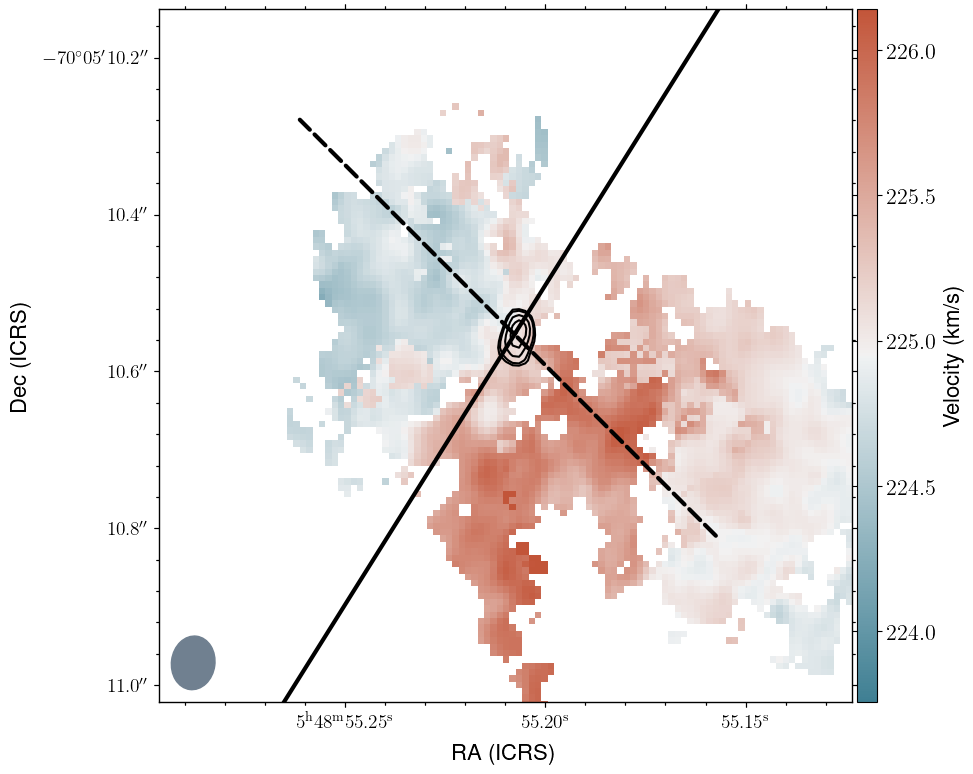 −70°05′10.2″
10.4″
10.6″
10.8″
11.0″
Dec (ICRS)
5ʰ48ᵐ55.25ˢ
55.20ˢ
55.15ˢ
RA (ICRS)
226.0
225.5
225.0
224.5
224.0
Velocity (km/s)